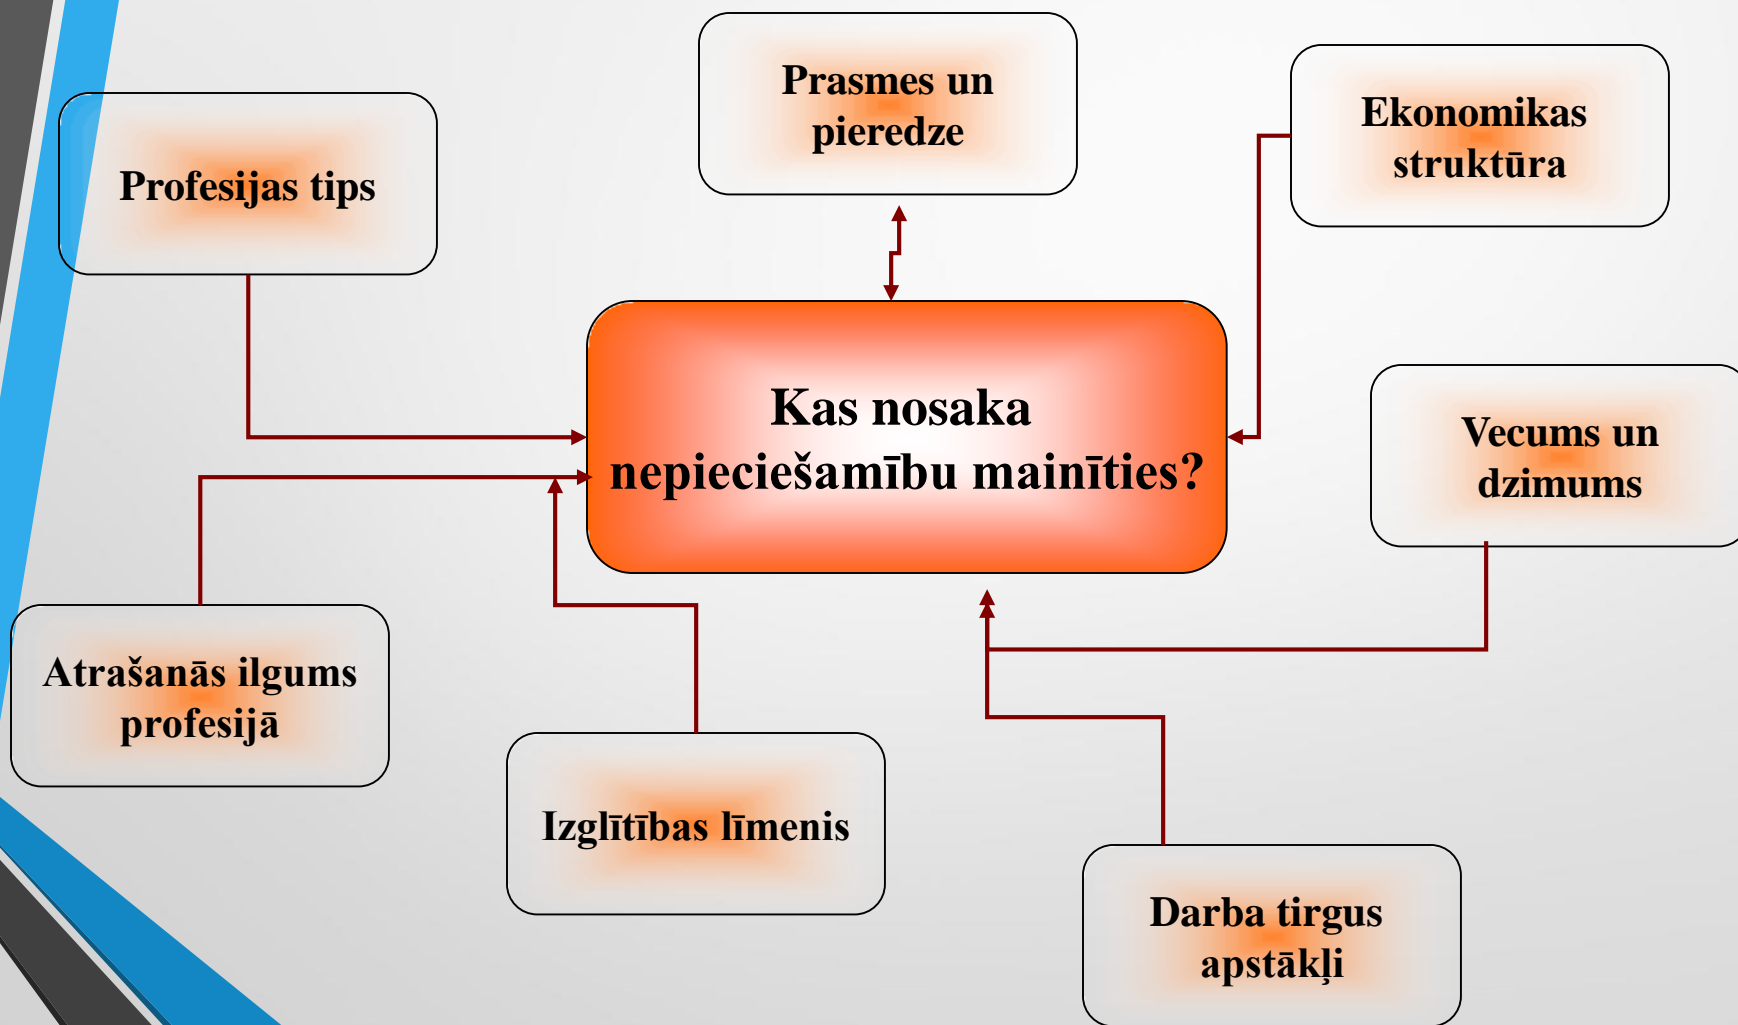 Prasmes un
pieredze
Ekonomikas
struktūra
Profesijas tips
Kas nosaka
nepieciešamību mainīties?
Vecums un
dzimums
Atrašanās ilgums
profesijā
Izglītības līmenis
Darba tirgus
apstākļi